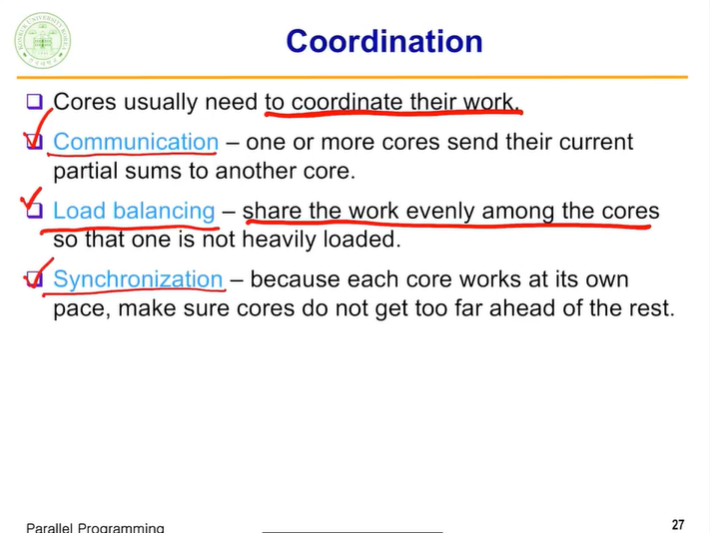 Coordination
Cores usually need to coordinate their work.
Communication – one or more cores send their current
partial sums to another core.
Load balancing – share the work evenly among the cores
so that one is not heavily loaded.
Synchronization – because each core works at its own
pace, make sure cores do not get too far ahead of the rest.
Parallel Programming
27